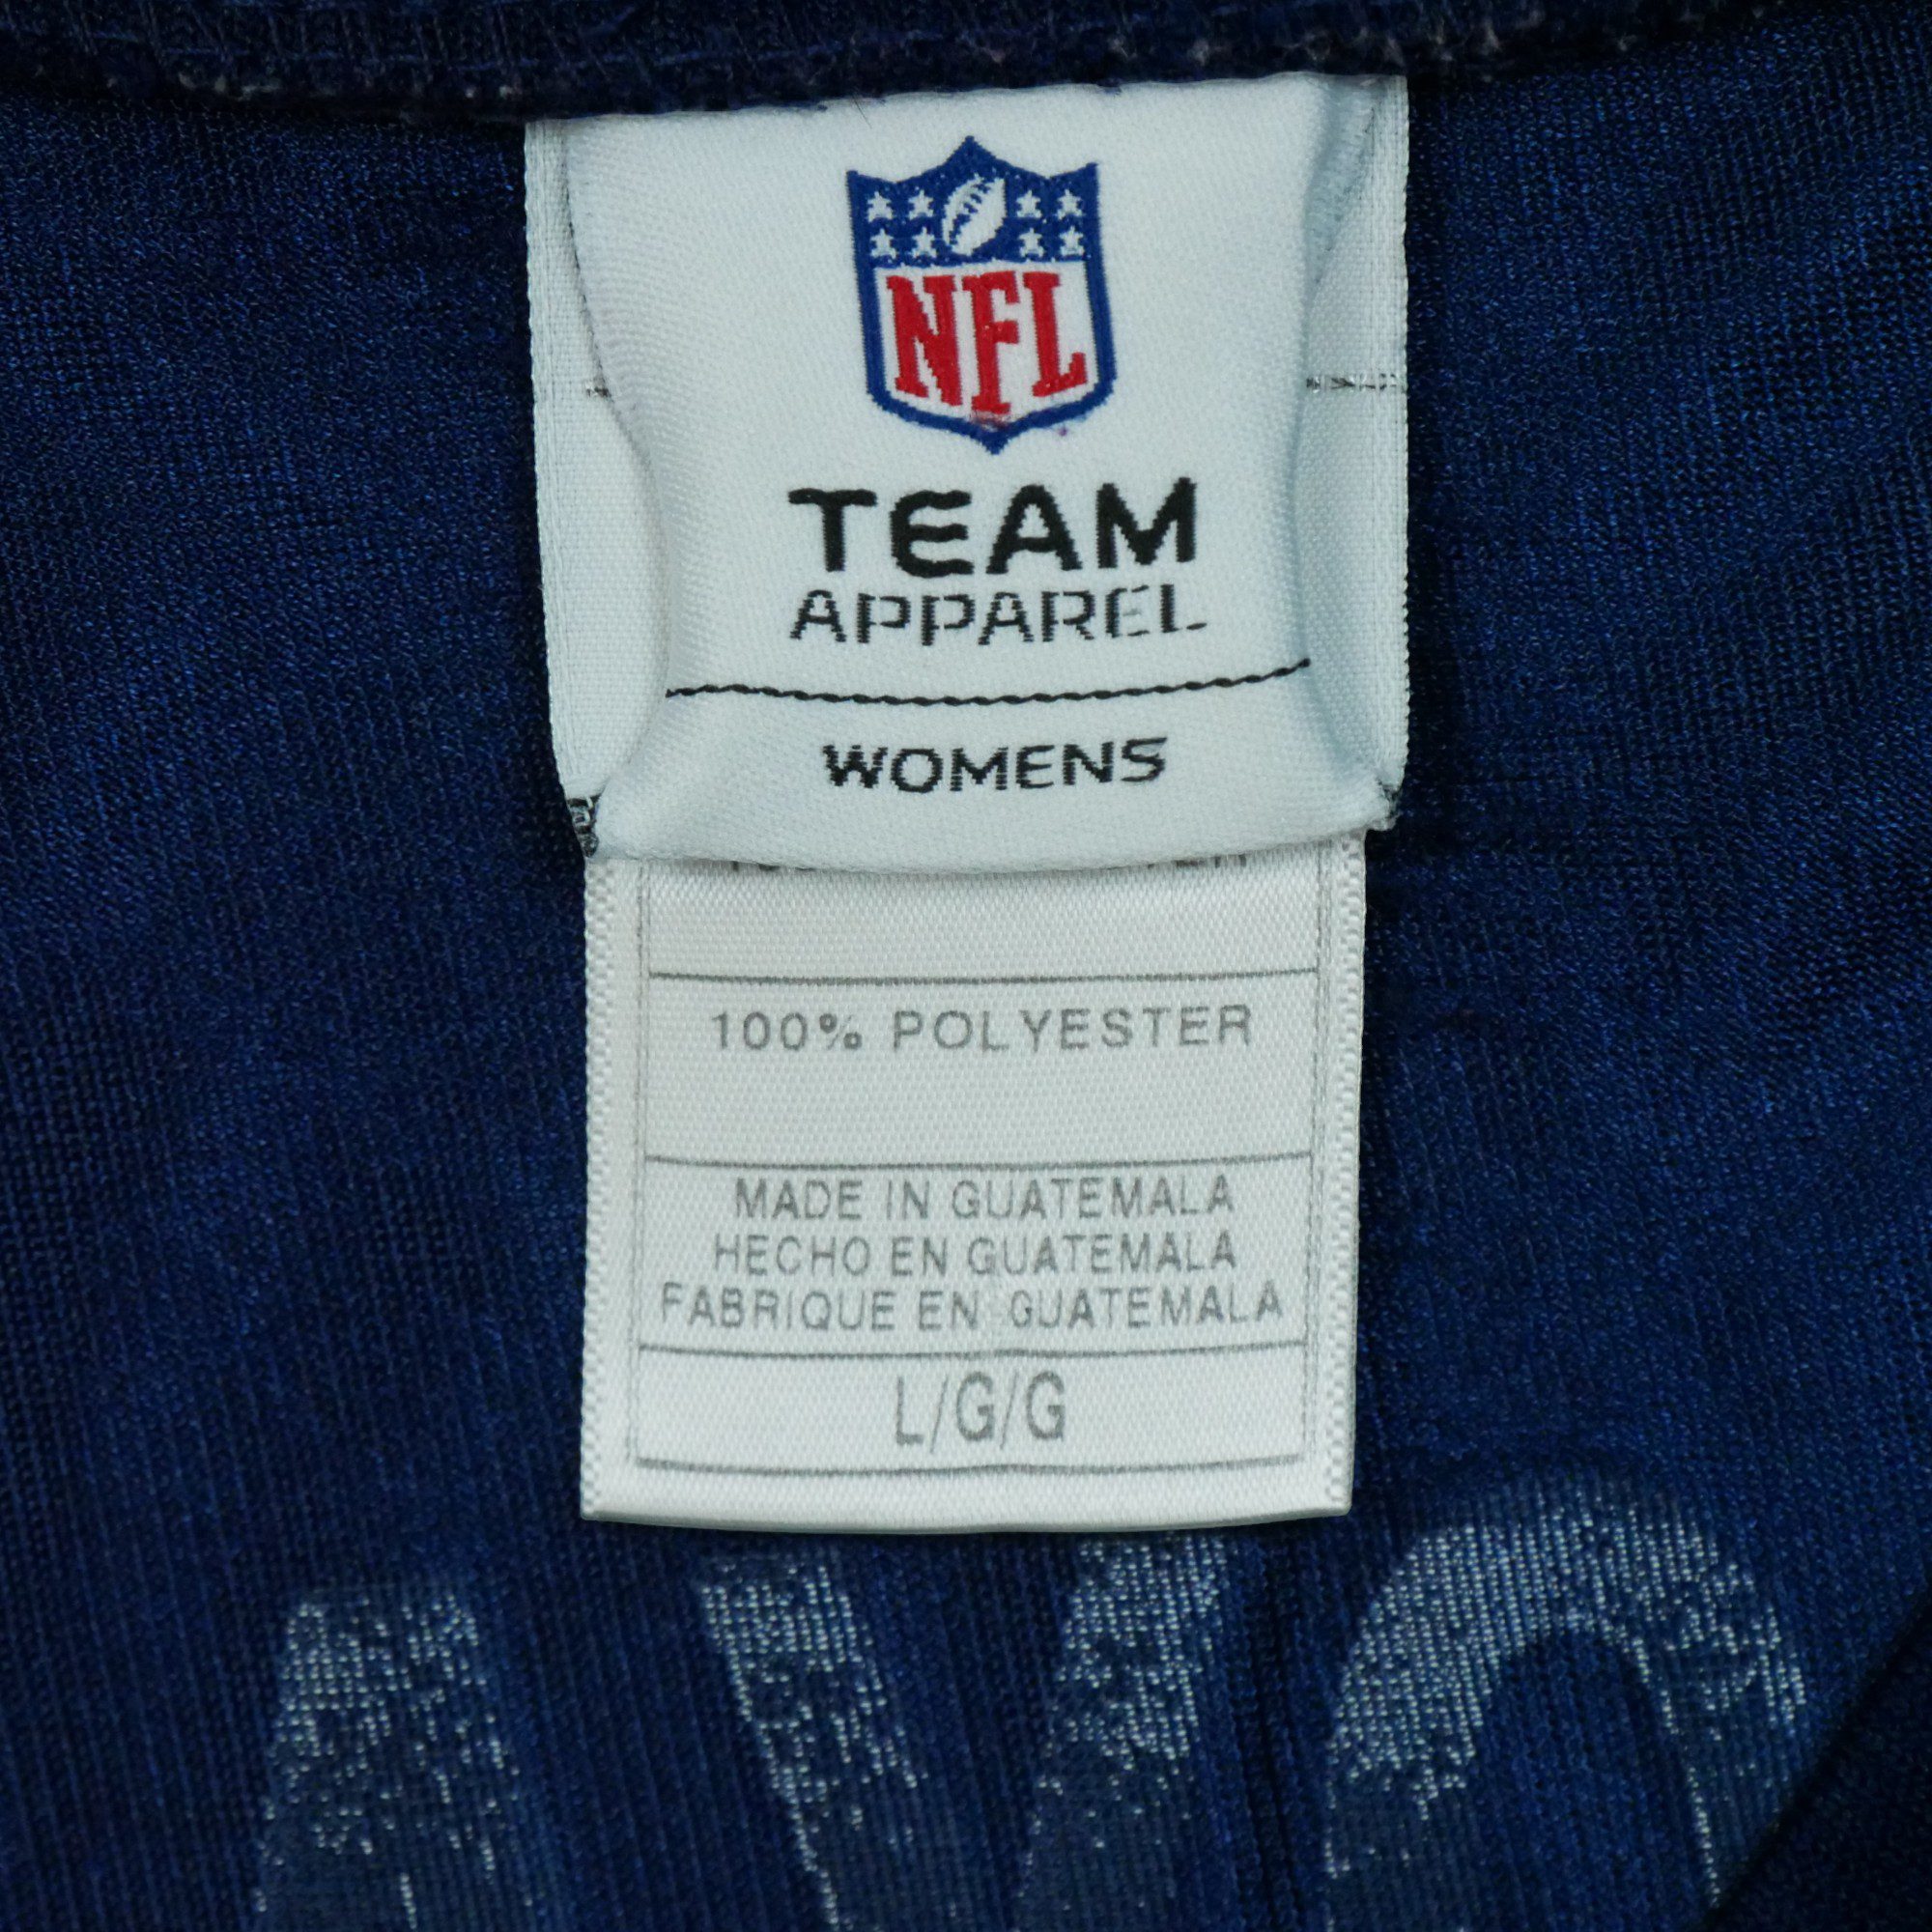 NFL
TEAM
APPAREL
WOMENS
100% POLYESTER
MADE IN GUATEMALA
HECHO EN GUATEMALA
FABRIQUE EN GUATEMALA
L/G/G